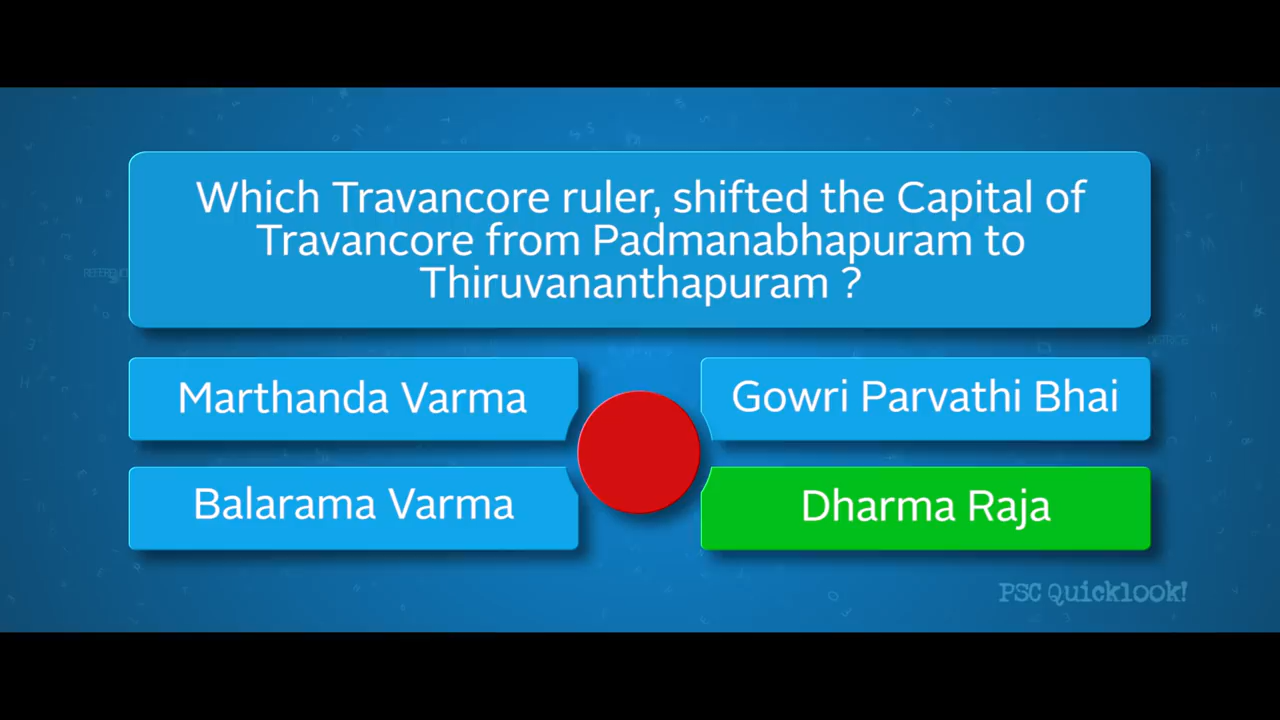 Which Travancore ruler, shifted the Capital of
Travancore from Padmanabhapuram to
Thiruvananthapuram ?
Marthanda Varma
Gowri Parvathi Bhai
Balarama Varma
Dharma Raja
PSC Quicklook!